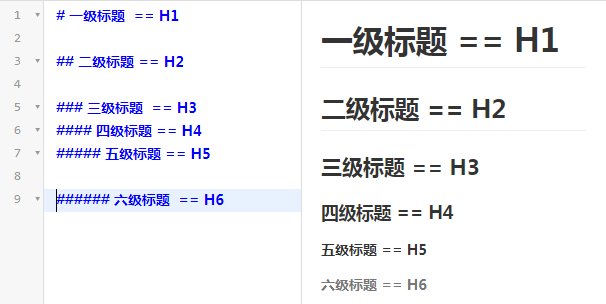 1 # 一级标题  == H1
2
3 ## 二级标题 == H2
4
5 ### 三级标题  == H3
6 #### 四级标题 == H4
7 ##### 五级标题 == H5
8
9 ###### 六级标题  == H6
一级标题 == H1
二级标题 == H2
三级标题 == H3
四级标题 == H4
五级标题 == H5
六级标题 == H6